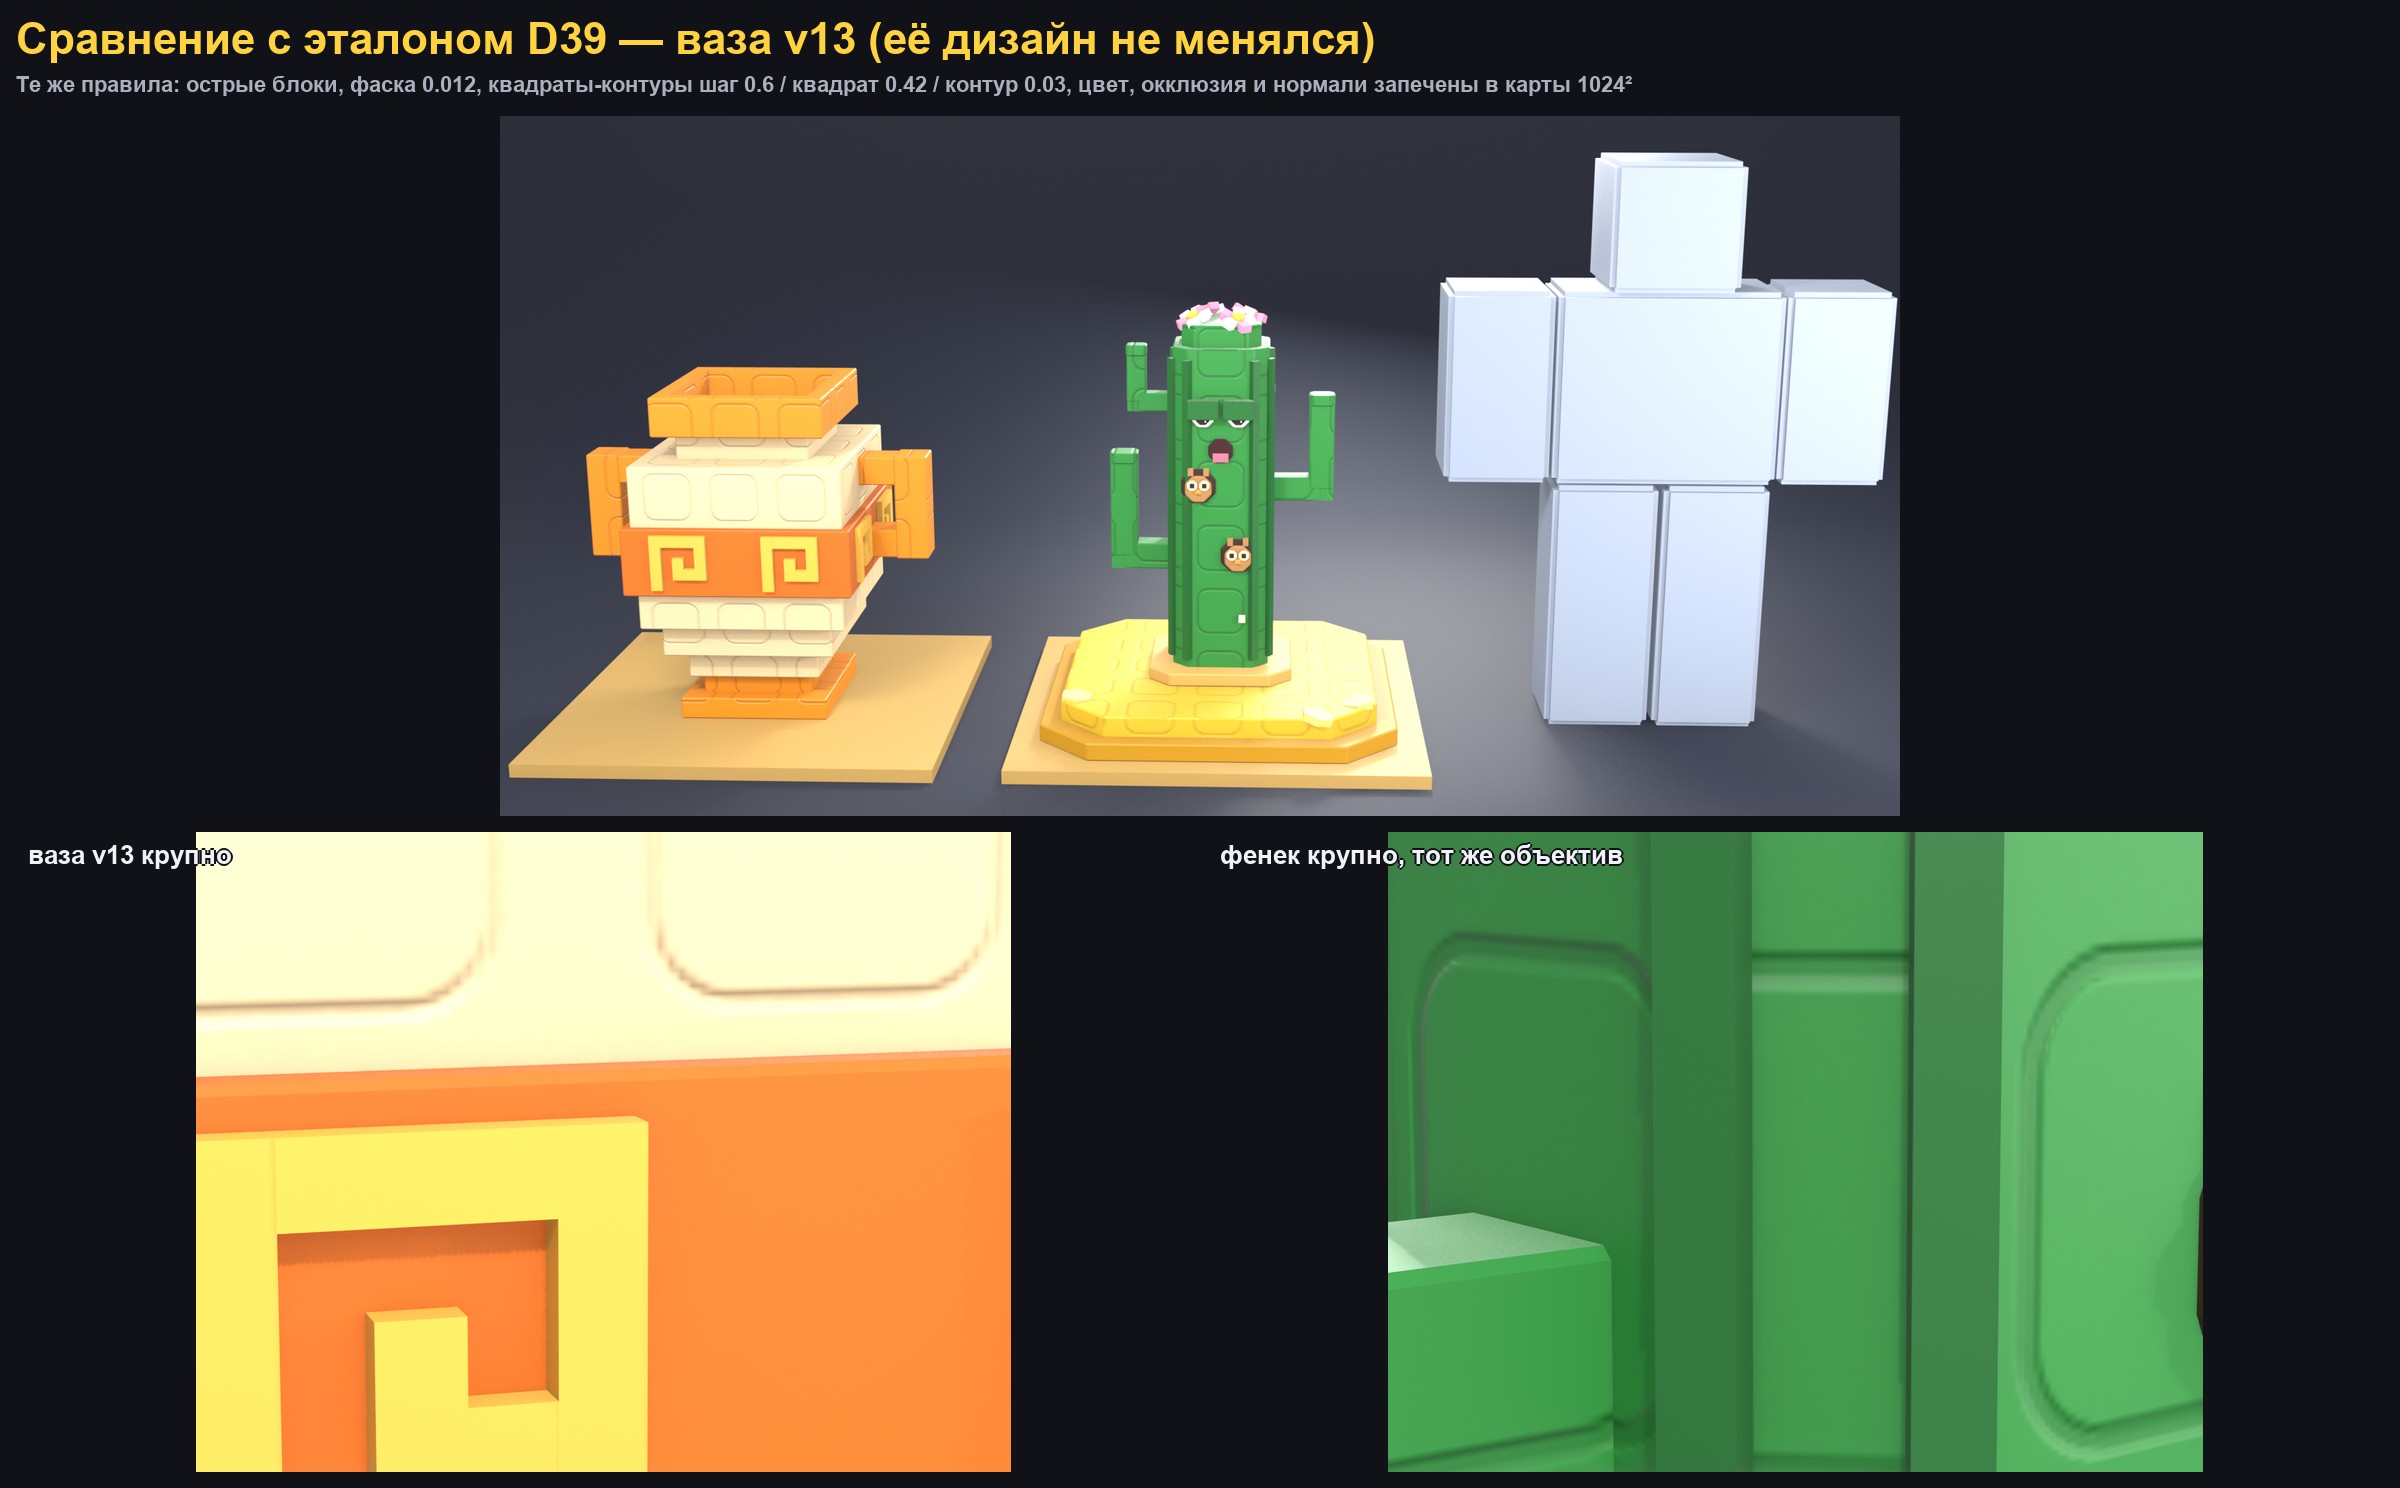 Сравнение с эталоном D39 — ваза v13 (её дизайн не менялся)
Те же правила: острые блоки, фаска 0.012, квадраты-контуры шаг 0.6 / квадрат 0.42 / контур 0.03, цвет, окклюзия и нормали запечены в карты 1024²
ваза v13 крупно
фенек крупно, тот же объектив